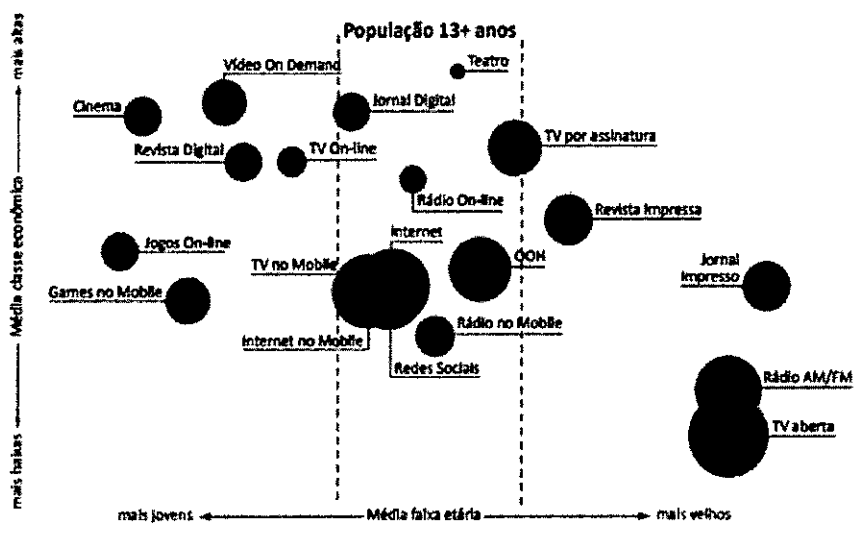 População 13+ anos
Teatro
Vídeo On Demand
Cinema
Jornal Digital
TV por assinatura
Revista Digital
TV On-line
Rádio On-line
Revista Impressa
Internet
Jogos On-line
TV no Mobile
OOH
Jornal
Impresso
Games no Mobile
Internet no Mobile
Rádio no Mobile
Redes Sociais
Rádio AM/FM
TV aberta
mais baixas
Média classe econômica
mais altas
mais jovens
Média faixa etária
mais velhos